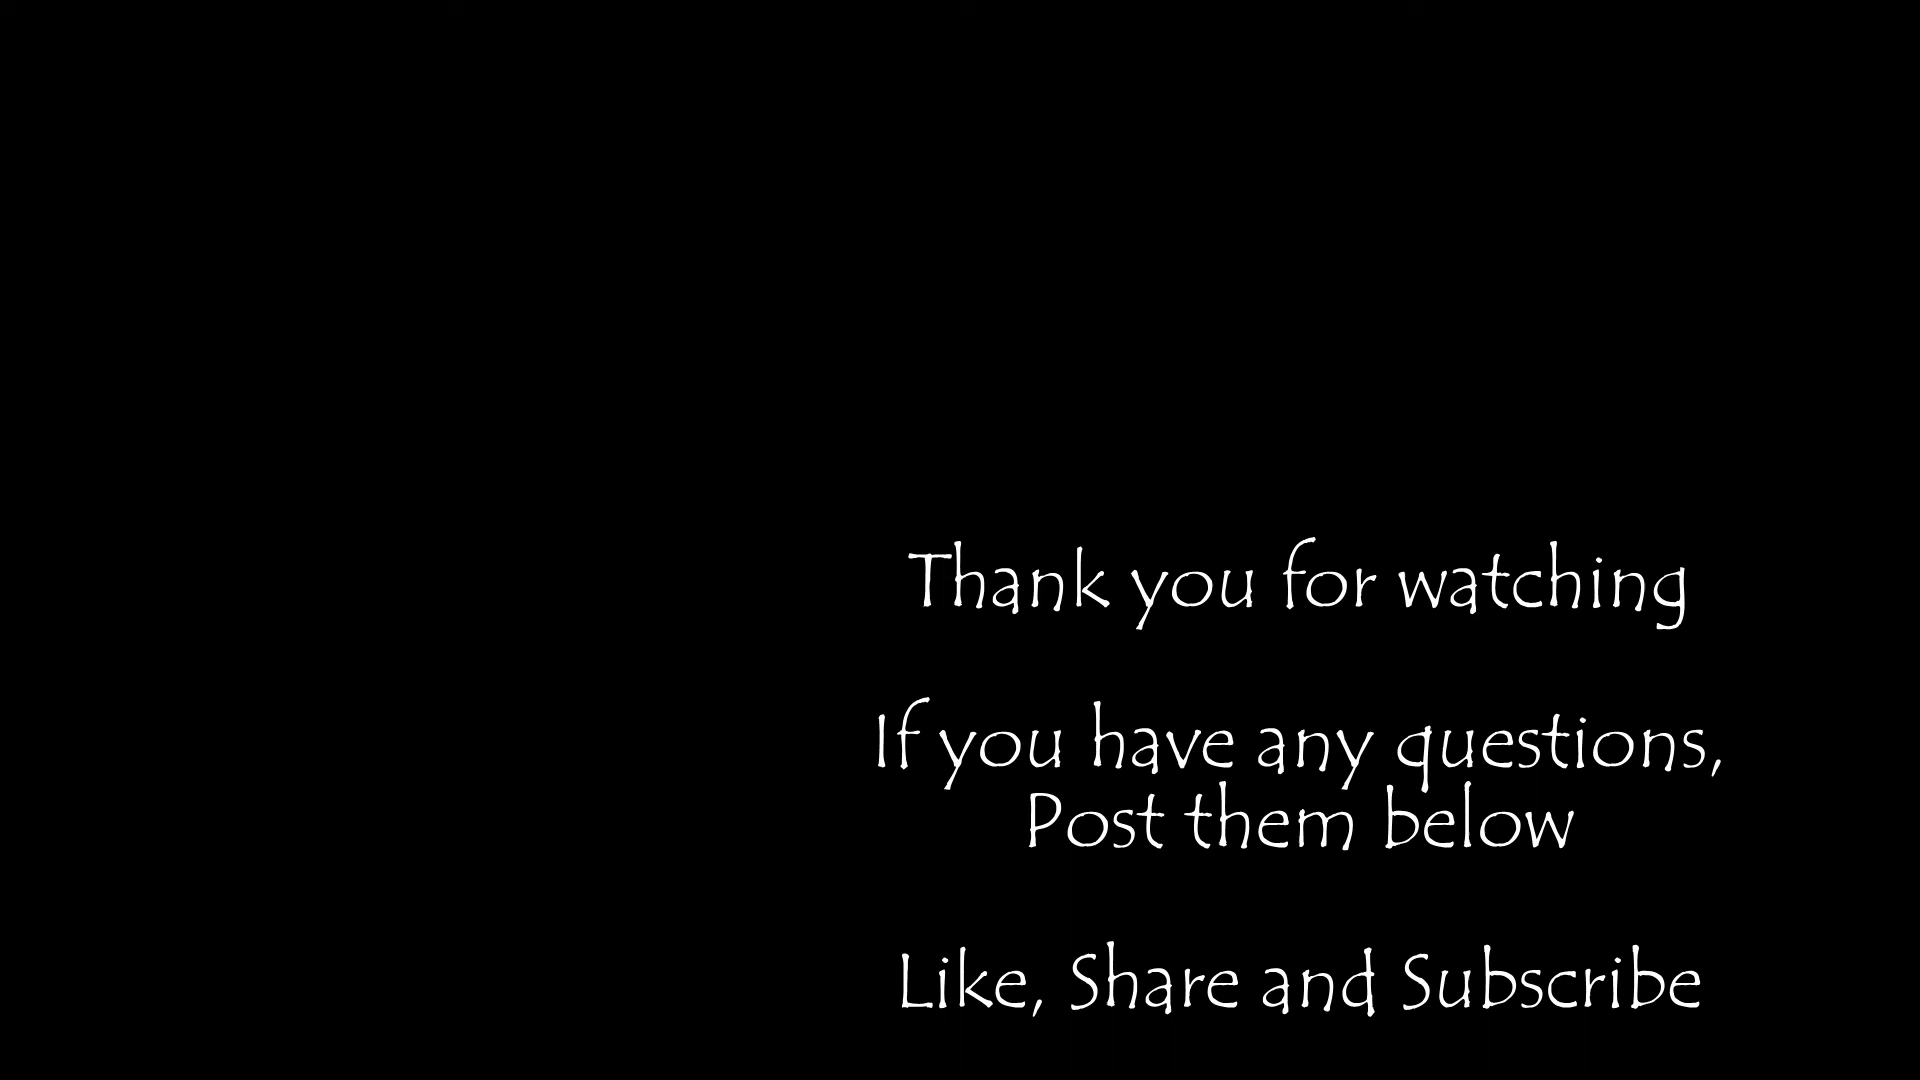 Thank you for watching
If you have any questions,
Post them below
Like, Share and Subscribe